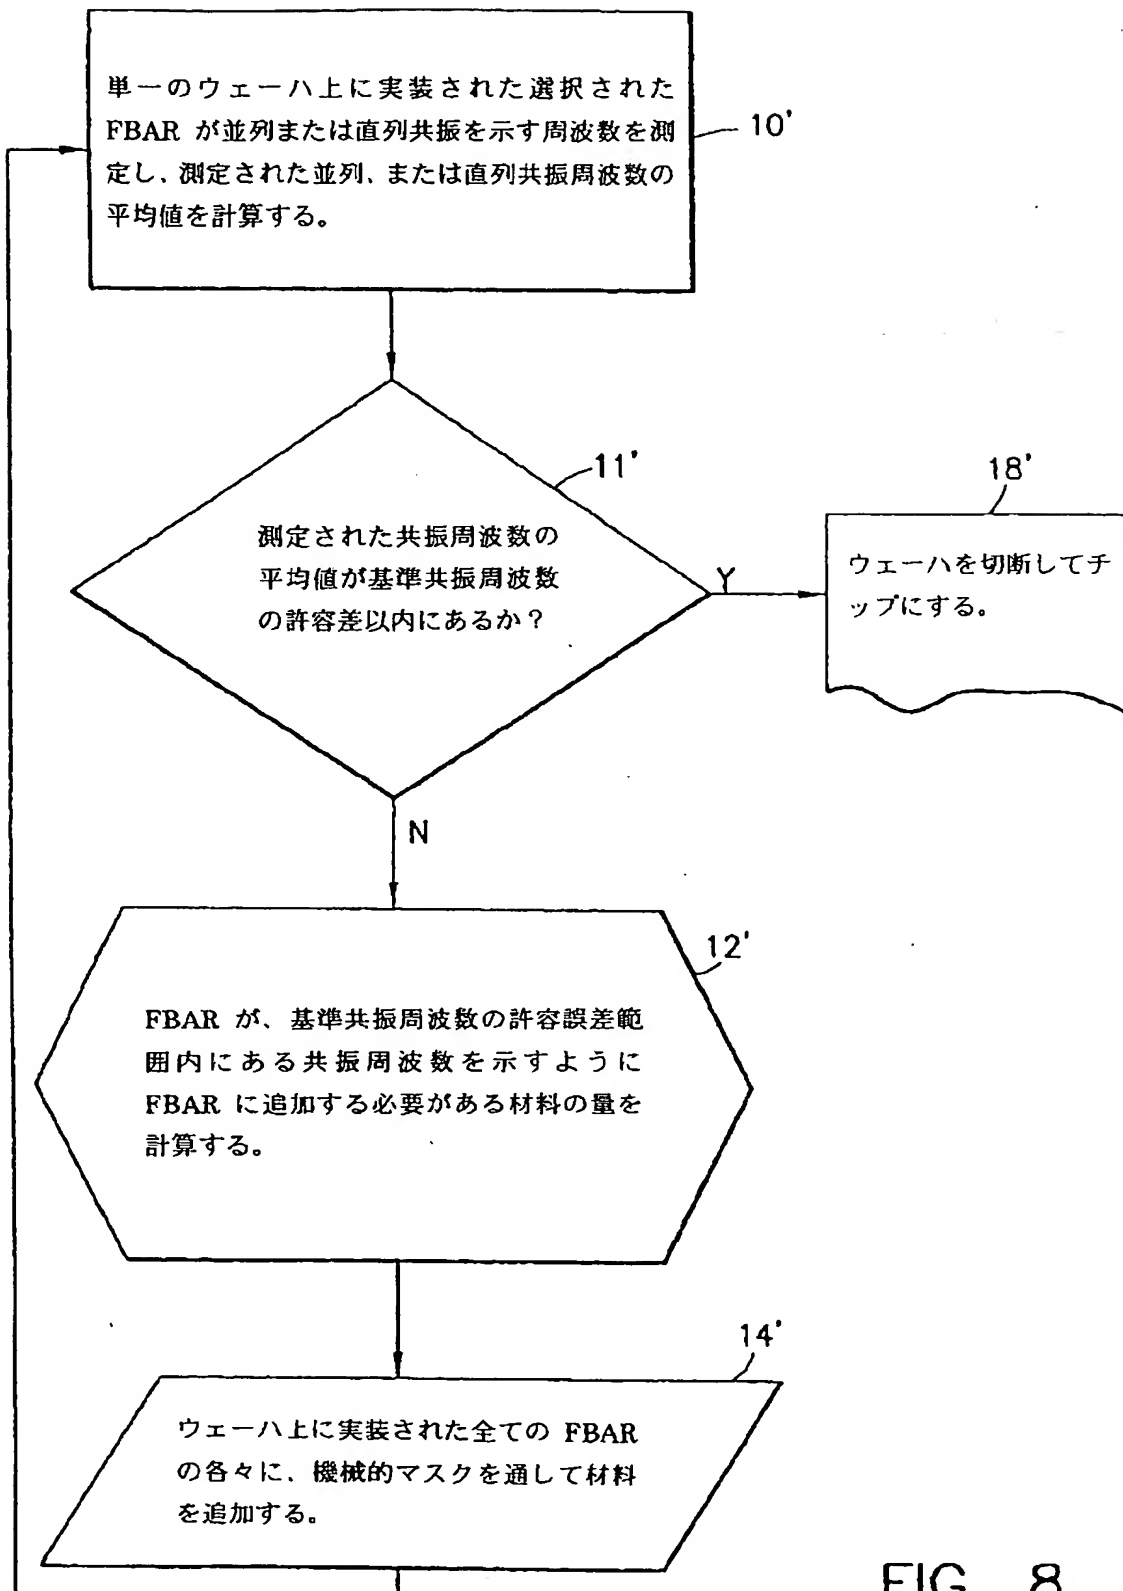 単一のウェーハ上に実装された選択された
FBAR が並列または直列共振を示す周波数を測
定し、測定された並列、または直列共振周波数の
平均値を計算する。
10'
11'
測定された共振周波数の
平均値が基準共振周波数
の許容差以内にあるか？
Y
18'
ウェーハを切断してチ
ップにする。
N
12'
FBAR が、基準共振周波数の許容誤差範
囲内にある共振周波数を示すように
FBAR に追加する必要がある材料の量を
計算する。
14'
ウェーハ上に実装された全ての FBAR
の各々に、機械的マスクを通して材料
を追加する。
FIG. 8